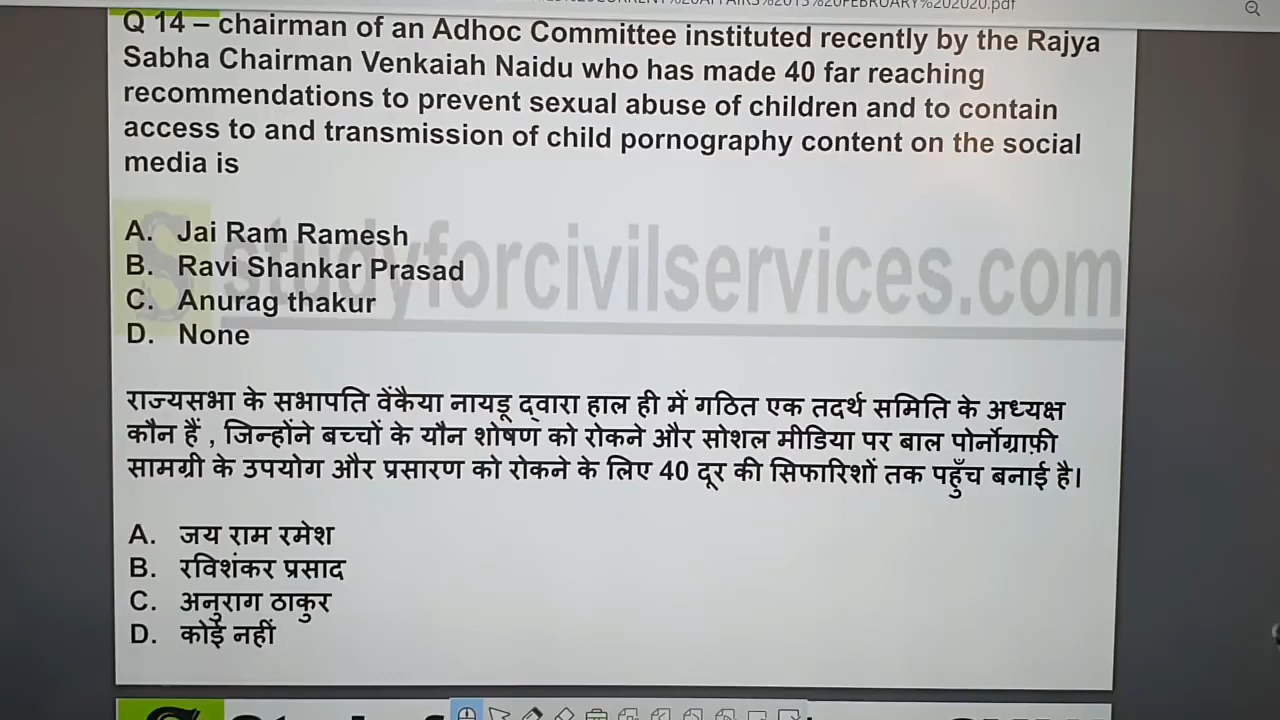 FEBRUARY%202020.pdf
Q 14 – chairman of an Adhoc Committee instituted recently by the Rajya
Sabha Chairman Venkaiah Naidu who has made 40 far reaching
recommendations to prevent sexual abuse of children and to contain
access to and transmission of child pornography content on the social
media is
A. Jai Ram Ramesh
B. Ravi Shankar Prasad
C. Anurag thakur
D. None
studyforcivilservices.com
राज्यसभा के सभापति वेंकैया नायडू द्वारा हाल ही में गठित एक तदर्थ समिति के अध्यक्ष
कौन हैं , जिन्होंने बच्चों के यौन शोषण को रोकने और सोशल मीडिया पर बाल पोर्नोग्राफ़ी
सामग्री के उपयोग और प्रसारण को रोकने के लिए 40 दूर की सिफारिशों तक पहुँच बनाई है।
A. जय राम रमेश
B. रविशंकर प्रसाद
C. अनुराग ठाकुर
D. कोई नहीं